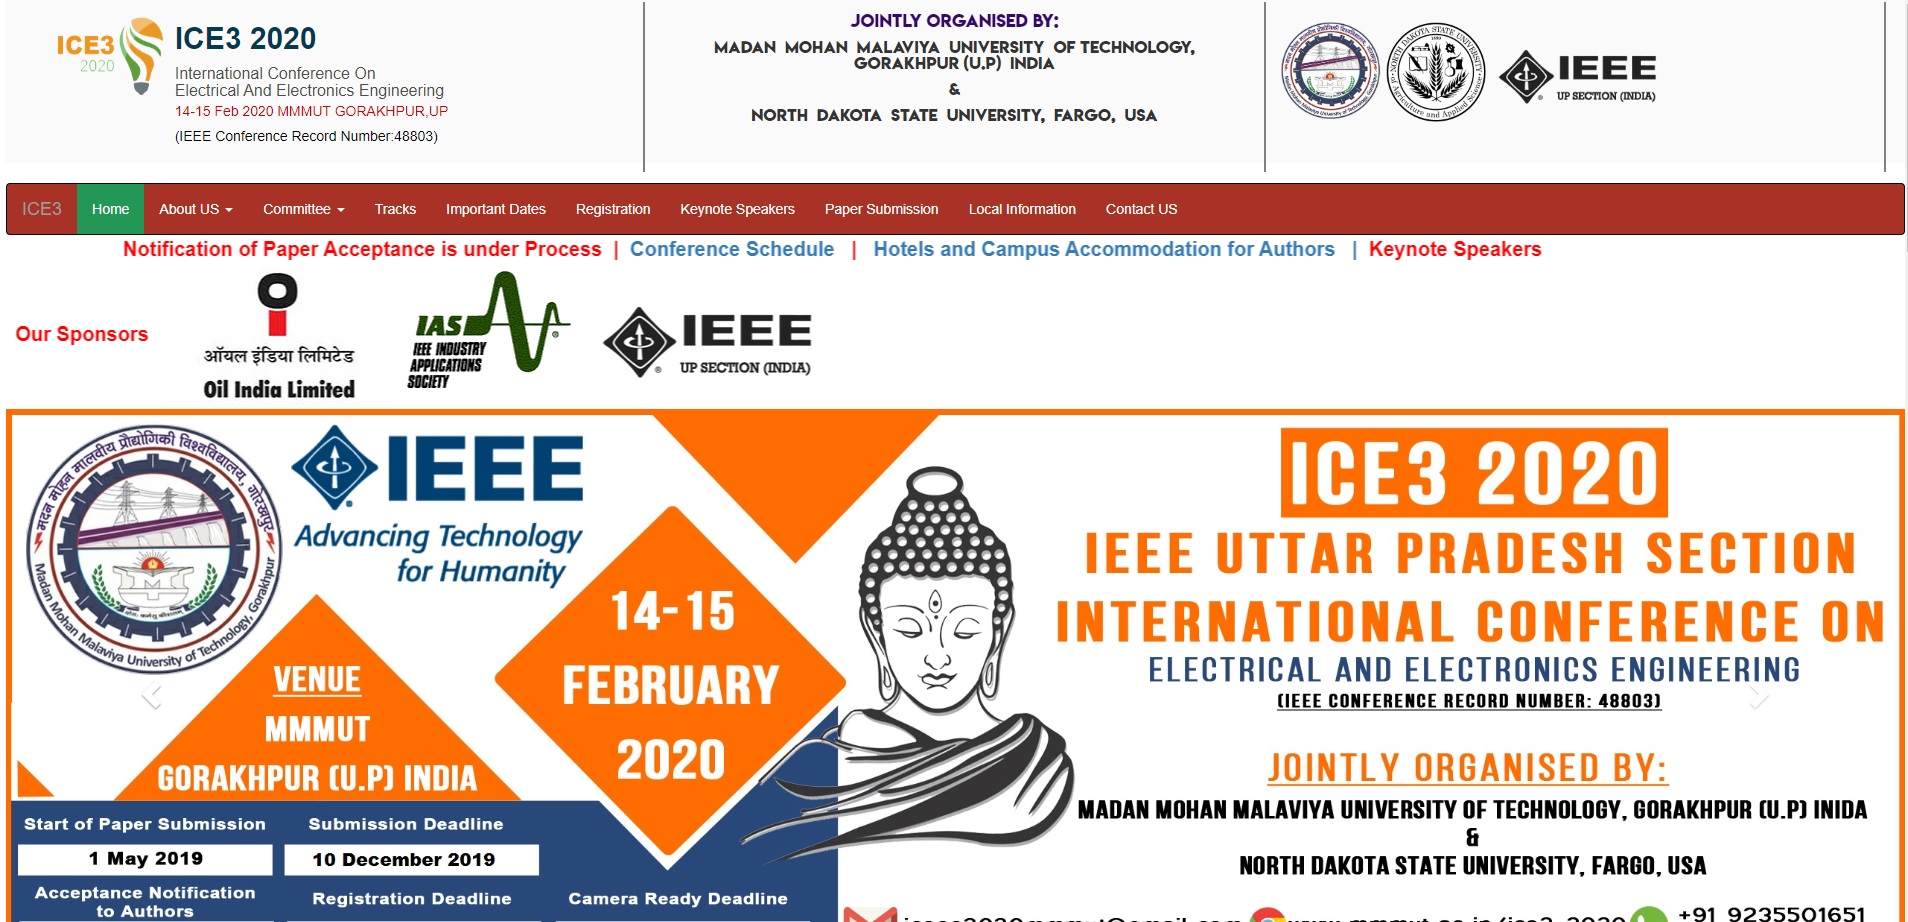 ICE3
2020
ICE3 2020
International Conference On
Electrical And Electronics Engineering
14-15 Feb 2020 MMMUT GORAKHPUR,UP
(IEEE Conference Record Number:48803)
JOINTLY ORGANISED BY:
MADAN MOHAN MALAVIYA UNIVERSITY OF TECHNOLOGY,
GORAKHPUR (U.P) INDIA
&
NORTH DAKOTA STATE UNIVERSITY, FARGO, USA
IEEE
UP SECTION (INDIA)
ICE3 Home About US Committee Tracks Important Dates Registration Keynote Speakers Paper Submission Local Information Contact US
Notification of Paper Acceptance is under Process | Conference Schedule | Hotels and Campus Accommodation for Authors | Keynote Speakers
Our Sponsors
ऑयल इंडिया लिमिटेड
Oil India Limited
IAS
IEEE INDUSTRY
APPLICATIONS
SOCIETY
IEEE
UP SECTION (INDIA)
मदन मोहन मालवीय प्रौद्योगिकी विश्वविद्यालय, गोरखपुर
Madan Mohan Malaviya University of Technology, Gorakhpur
IEEE
Advancing Technology
for Humanity
VENUE
MMMUT
GORAKHPUR (U.P) INDIA
14-15
FEBRUARY
2020
ICE3 2020
IEEE UTTAR PRADESH SECTION
INTERNATIONAL CONFERENCE ON
ELECTRICAL AND ELECTRONICS ENGINEERING
(IEEE CONFERENCE RECORD NUMBER: 48803)
JOINTLY ORGANISED BY:
MADAN MOHAN MALAVIYA UNIVERSITY OF TECHNOLOGY, GORAKHPUR (U.P) INIDA
&
NORTH DAKOTA STATE UNIVERSITY, FARGO, USA
Start of Paper Submission
1 May 2019
Submission Deadline
10 December 2019
Acceptance Notification
to Authors
Registration Deadline
Camera Ready Deadline
+91 9235501651